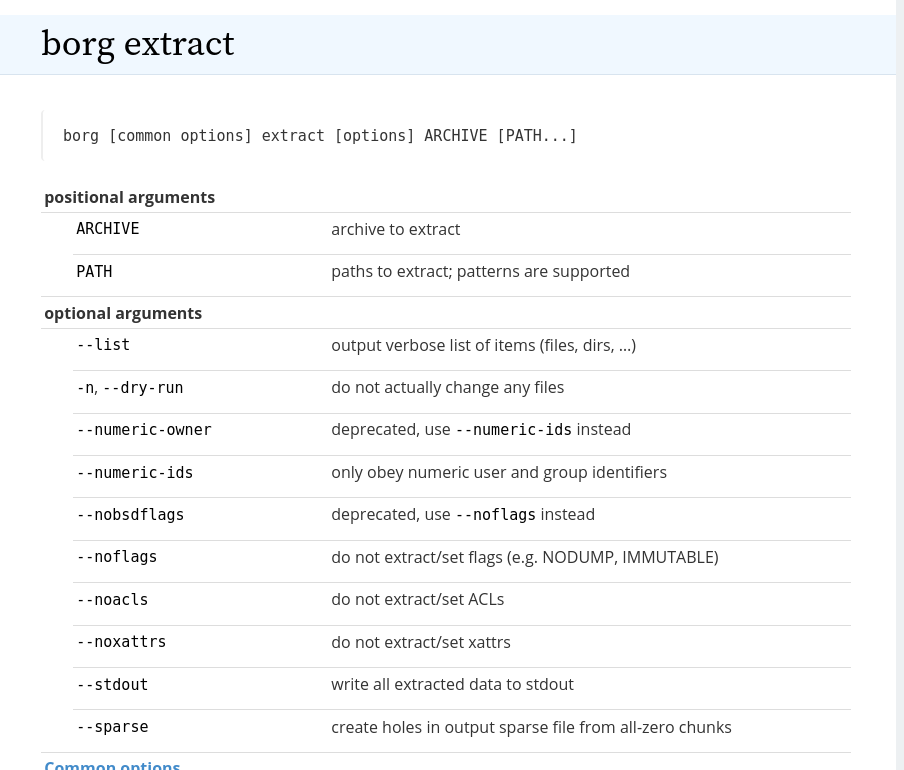 borg extract
borg [common options] extract [options] ARCHIVE [PATH...]
positional arguments
ARCHIVE archive to extract
PATH paths to extract; patterns are supported
optional arguments
--list output verbose list of items (files, dirs, ...)
-n, --dry-run do not actually change any files
--numeric-owner deprecated, use --numeric-ids instead
--numeric-ids only obey numeric user and group identifiers
--nobsdflags deprecated, use --noflags instead
--noflags do not extract/set flags (e.g. NODUMP, IMMUTABLE)
--noacls do not extract/set ACLs
--noxattrs do not extract/set xattrs
--stdout write all extracted data to stdout
--sparse create holes in output sparse file from all-zero chunks
Common options